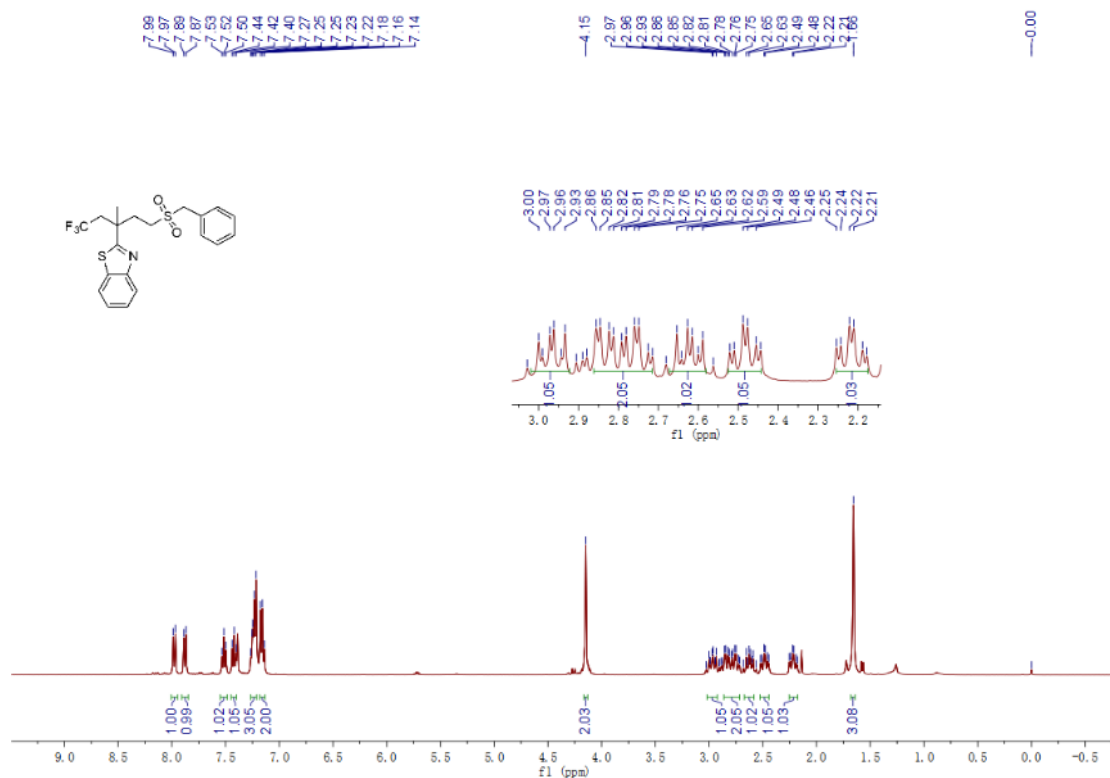 7.99 7.97 7.89 7.87 7.53 7.52 7.50 7.44 7.42 7.40 7.27 7.25 7.25 7.23 7.22 7.18 7.16 7.14
4.15
2.97 2.96 2.93 2.86 2.85 2.82 2.81 2.78 2.76 2.75 2.65 2.63 2.49 2.48 2.22 2.21 1.66
-0.00
3.00 2.97 2.96 2.93 2.86 2.85 2.82 2.81 2.79 2.78 2.76 2.75 2.65 2.63 2.62 2.59 2.49 2.48 2.46 2.25 2.24 2.22 2.21
O
F₃C
S
O
S
N
1.05 2.05 1.02 1.05 1.03
3.0 2.9 2.8 2.7 2.6 2.5 2.4 2.3 2.2
f1 (ppm)
1.00 0.99 1.02 1.05 3.05 2.00 2.03 1.05 2.05 1.02 1.05 1.03 3.08
9.0 8.5 8.0 7.5 7.0 6.5 6.0 5.5 5.0 4.5 4.0 3.5 3.0 2.5 2.0 1.5 1.0 0.5 0.0 -0.5
f1 (ppm)